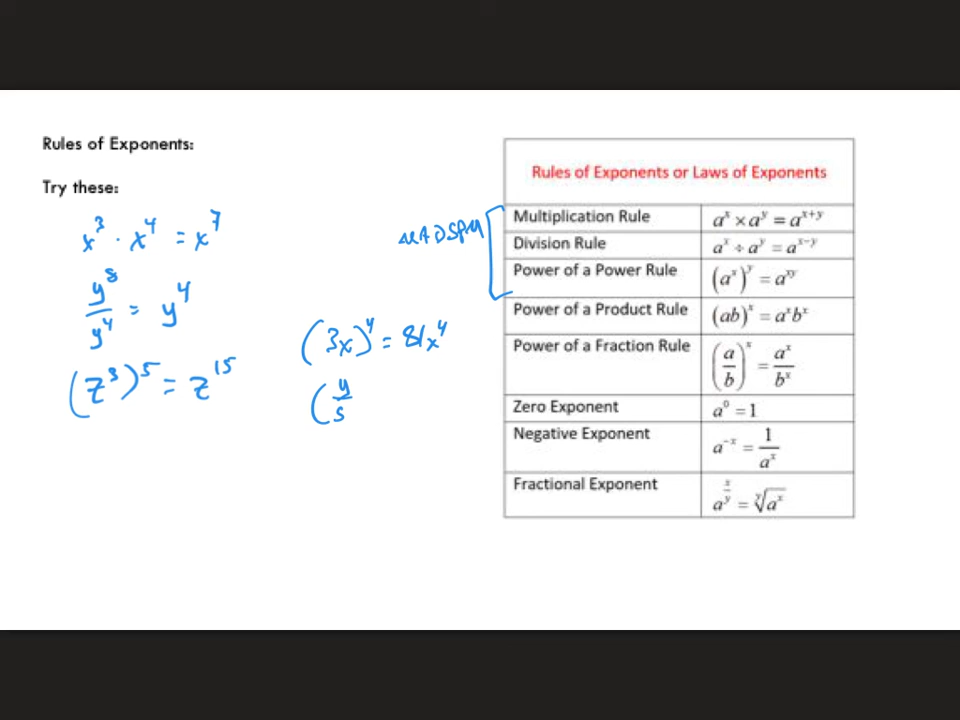 Rules of Exponents:
Try these:
x³ · x⁴ = x⁷
y⁸/y⁴ = y⁴
(z³)⁵ = z¹⁵
(3x)⁴ = 81x⁴
(y/5
MADSPM
Rules of Exponents or Laws of Exponents
Multiplication Rule aˣ × aʸ = aˣ⁺ʸ
Division Rule aˣ ÷ aʸ = aˣ⁻ʸ
Power of a Power Rule (aˣ)ʸ = aˣʸ
Power of a Product Rule (ab)ˣ = aˣbˣ
Power of a Fraction Rule (a/b)ˣ = aˣ/bˣ
Zero Exponent a⁰ = 1
Negative Exponent a⁻ˣ = 1/aˣ
Fractional Exponent a^(x/y) = ʸ√aˣ